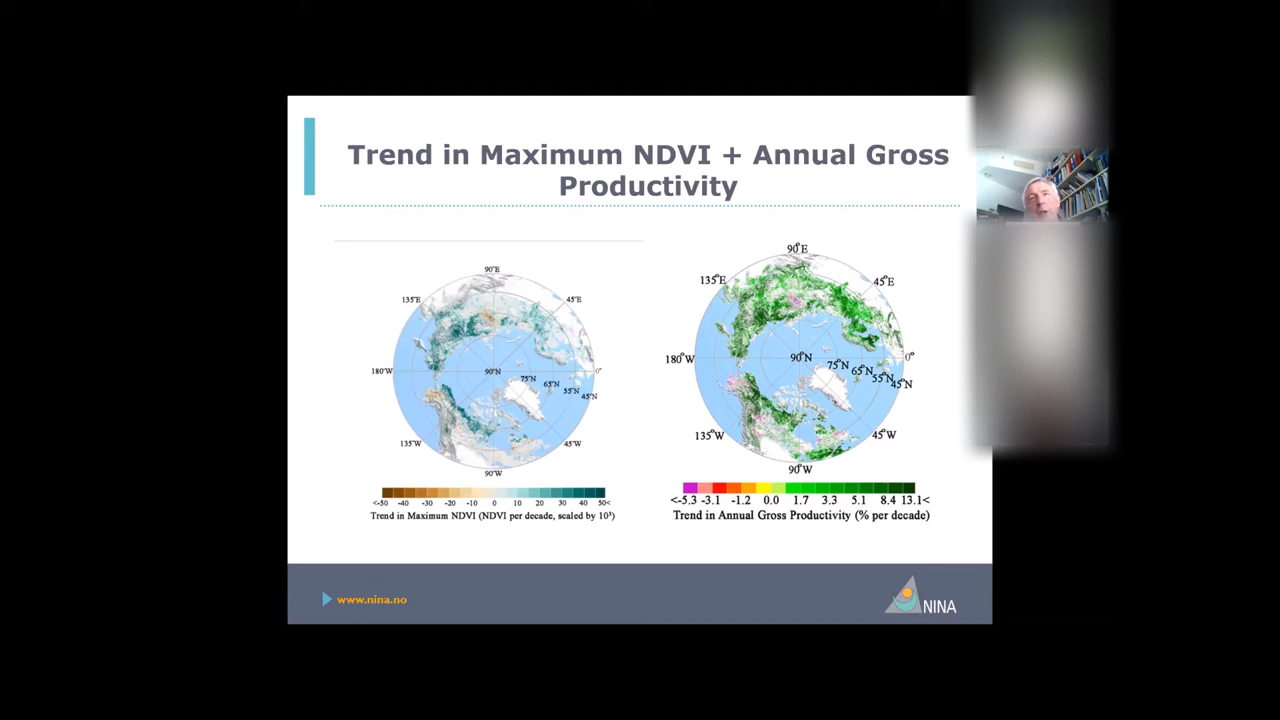 Trend in Maximum NDVI + Annual Gross
Productivity
90°E
135°E
45°E
180°W
90°N
0°
75°N
65°N
55°N
45°N
135°W
45°W
90°W
<-50 -40 -30 -20 -10 0 10 20 30 40 50<
Trend in Maximum NDVI (NDVI per decade, scaled by 10³)
90°E
135°E
45°E
180°W
90°N
0°
75°N
65°N
55°N
45°N
135°W
45°W
90°W
<-5.3 -3.1 -1.2 0.0 1.7 3.3 5.1 8.4 13.1<
Trend in Annual Gross Productivity (% per decade)
www.nina.no
NINA